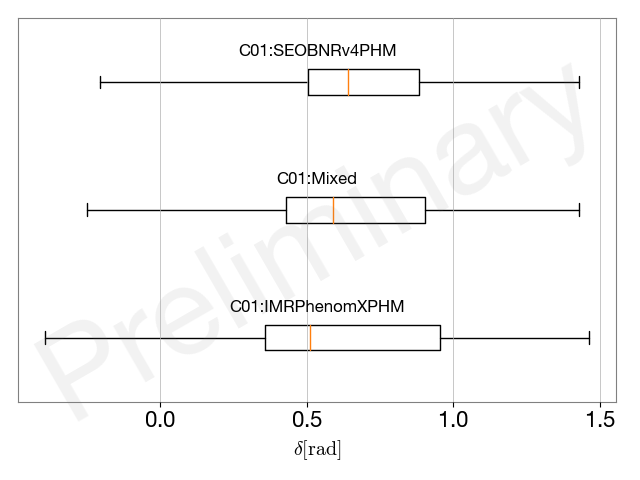 C01:SEOBNRv4PHM
C01:Mixed
C01:IMRPhenomXPHM
Preliminary
0.0 0.5 1.0 1.5
δ[rad]